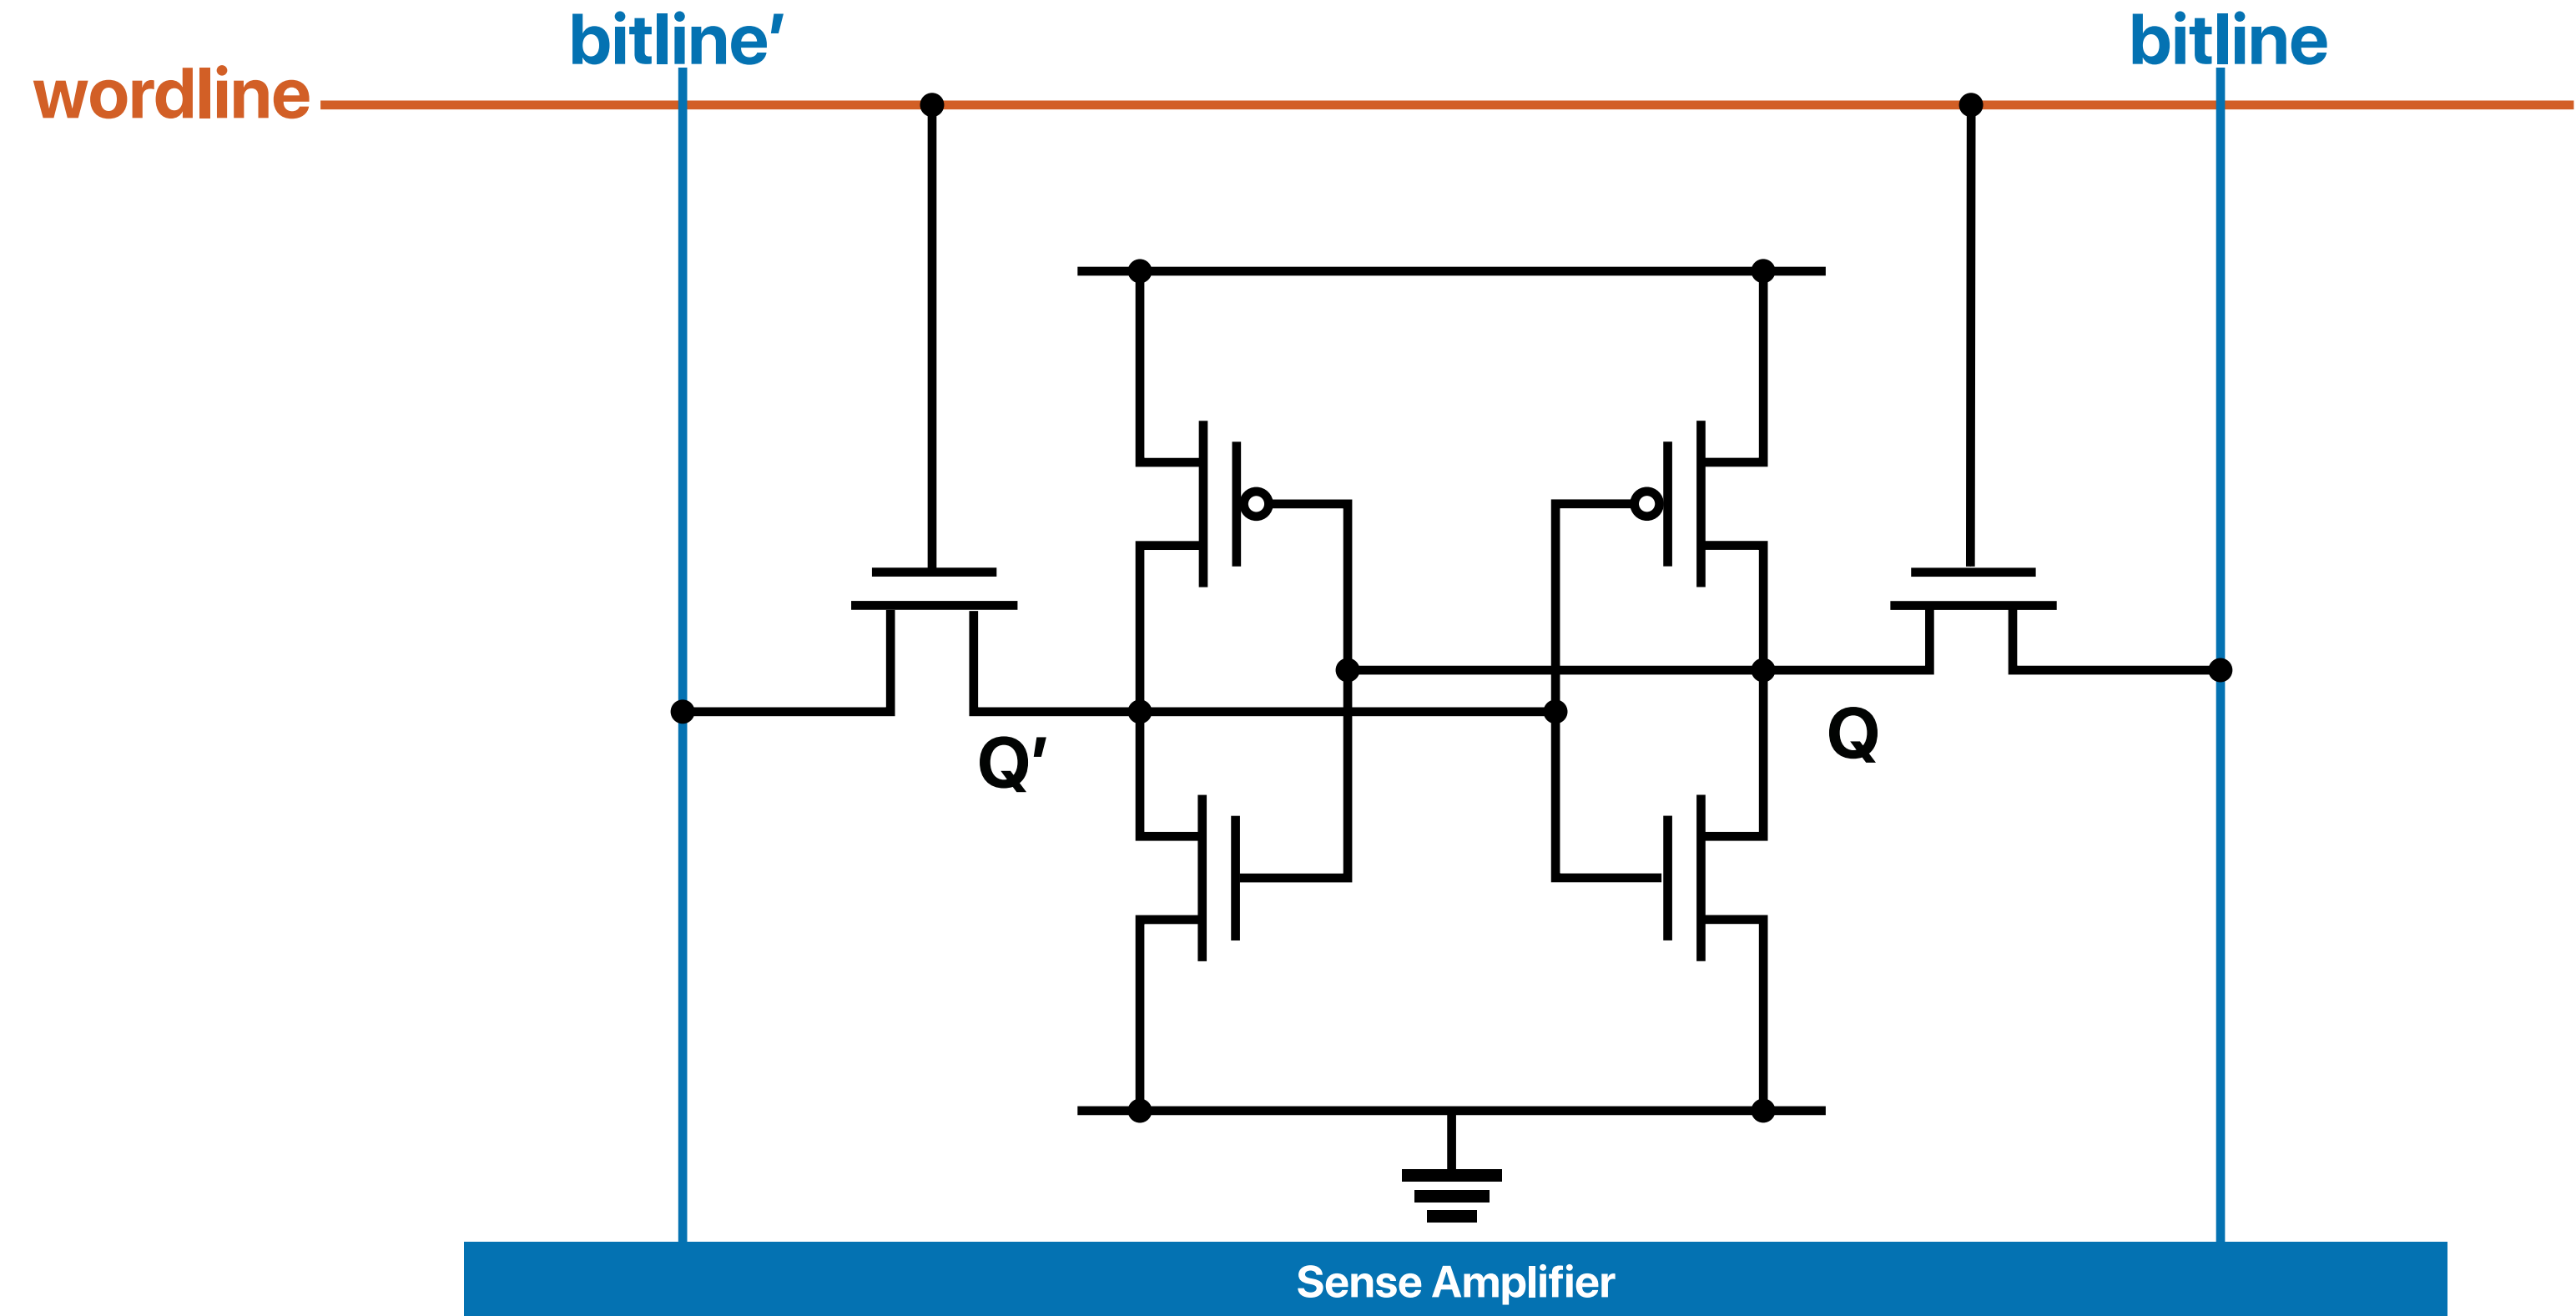 bitline′
bitline
wordline
Q′
Q
Sense Amplifier